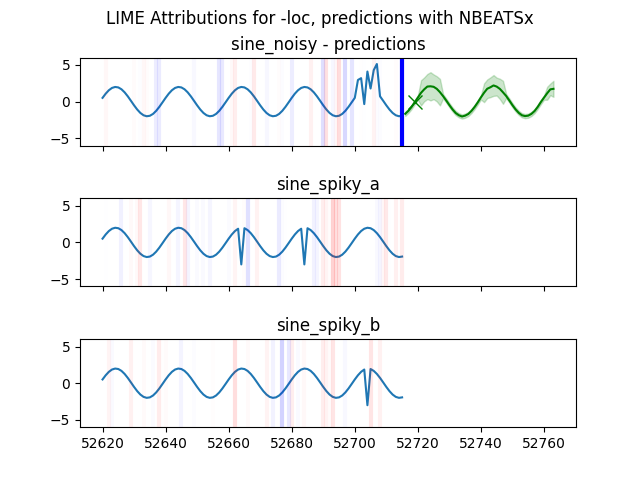 LIME Attributions for -loc, predictions with NBEATSx
sine_noisy - predictions
5
0
−5
sine_spiky_a
5
0
−5
sine_spiky_b
5
0
−5
52620 52640 52660 52680 52700 52720 52740 52760